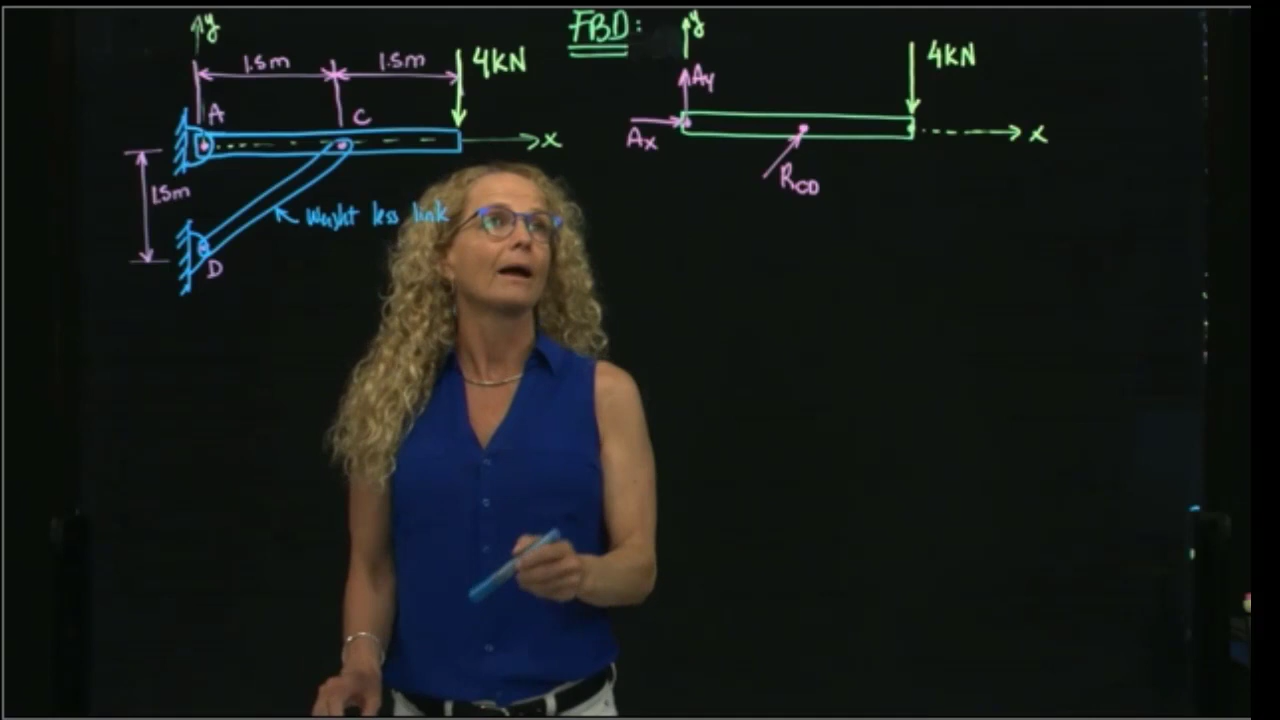 y
1.5m
1.5m
4KN
A
C
x
1.5m
Weight less link
D
FBD:
y
Ay
4KN
Ax
x
RCD